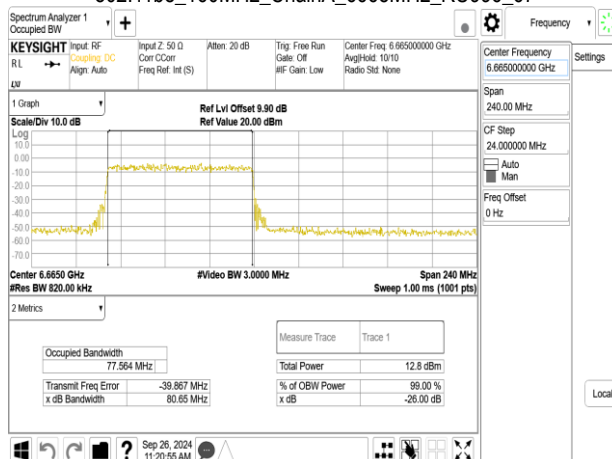 Spectrum Analyzer 1
Occupied BW
+
Frequency
KEYSIGHT
Input: RF
Coupling: DC
Align: Auto
Input Z: 50 Ω
Corr CCorr
Freq Ref: Int (S)
Atten: 20 dB
Trig: Free Run
Gate: Off
#IF Gain: Low
Center Freq: 6.665000000 GHz
Avg|Hold: 10/10
Radio Std: None
RL
LXI
Center Frequency
6.665000000 GHz
Settings
Span
240.00 MHz
CF Step
24.000000 MHz
Auto
Man
Freq Offset
0 Hz
1 Graph
Scale/Div 10.0 dB
Ref Lvl Offset 9.90 dB
Ref Value 20.00 dBm
Log
10.0
0.00
-10.0
-20.0
-30.0
-40.0
-50.0
-60.0
-70.0
Center 6.6650 GHz
#Video BW 3.0000 MHz
Span 240 MHz
#Res BW 820.00 kHz
Sweep 1.00 ms (1001 pts)
2 Metrics
Measure Trace
Trace 1
Occupied Bandwidth
77.564 MHz
Total Power
12.8 dBm
Transmit Freq Error
-39.867 MHz
% of OBW Power
99.00 %
x dB Bandwidth
80.65 MHz
x dB
-26.00 dB
Local
?
Sep 26, 2024
11:20:55 AM